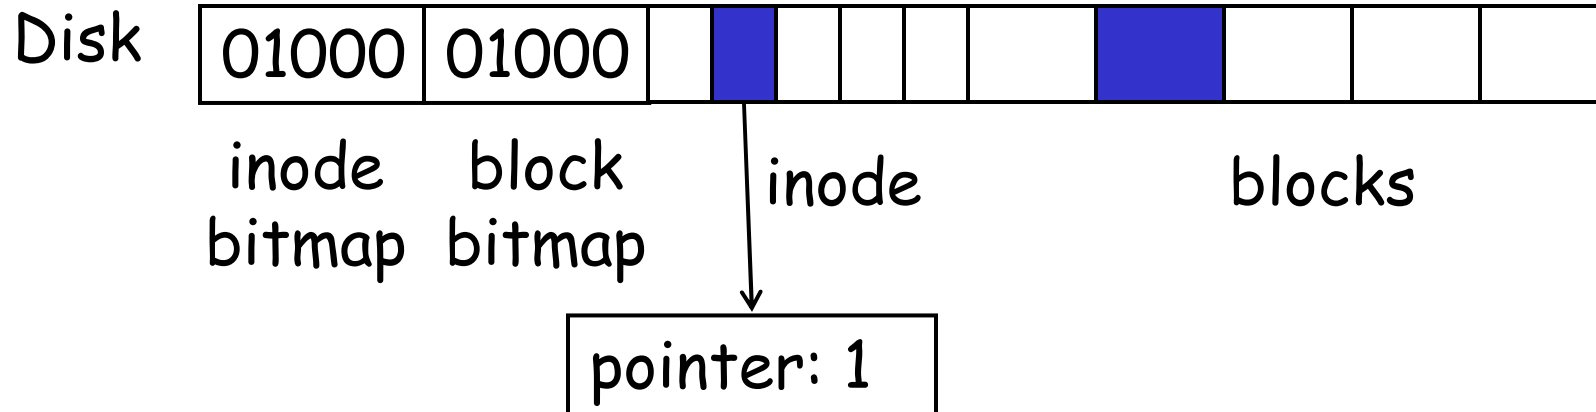 Disk 01000 01000
inode block inode blocks
bitmap bitmap
pointer: 1